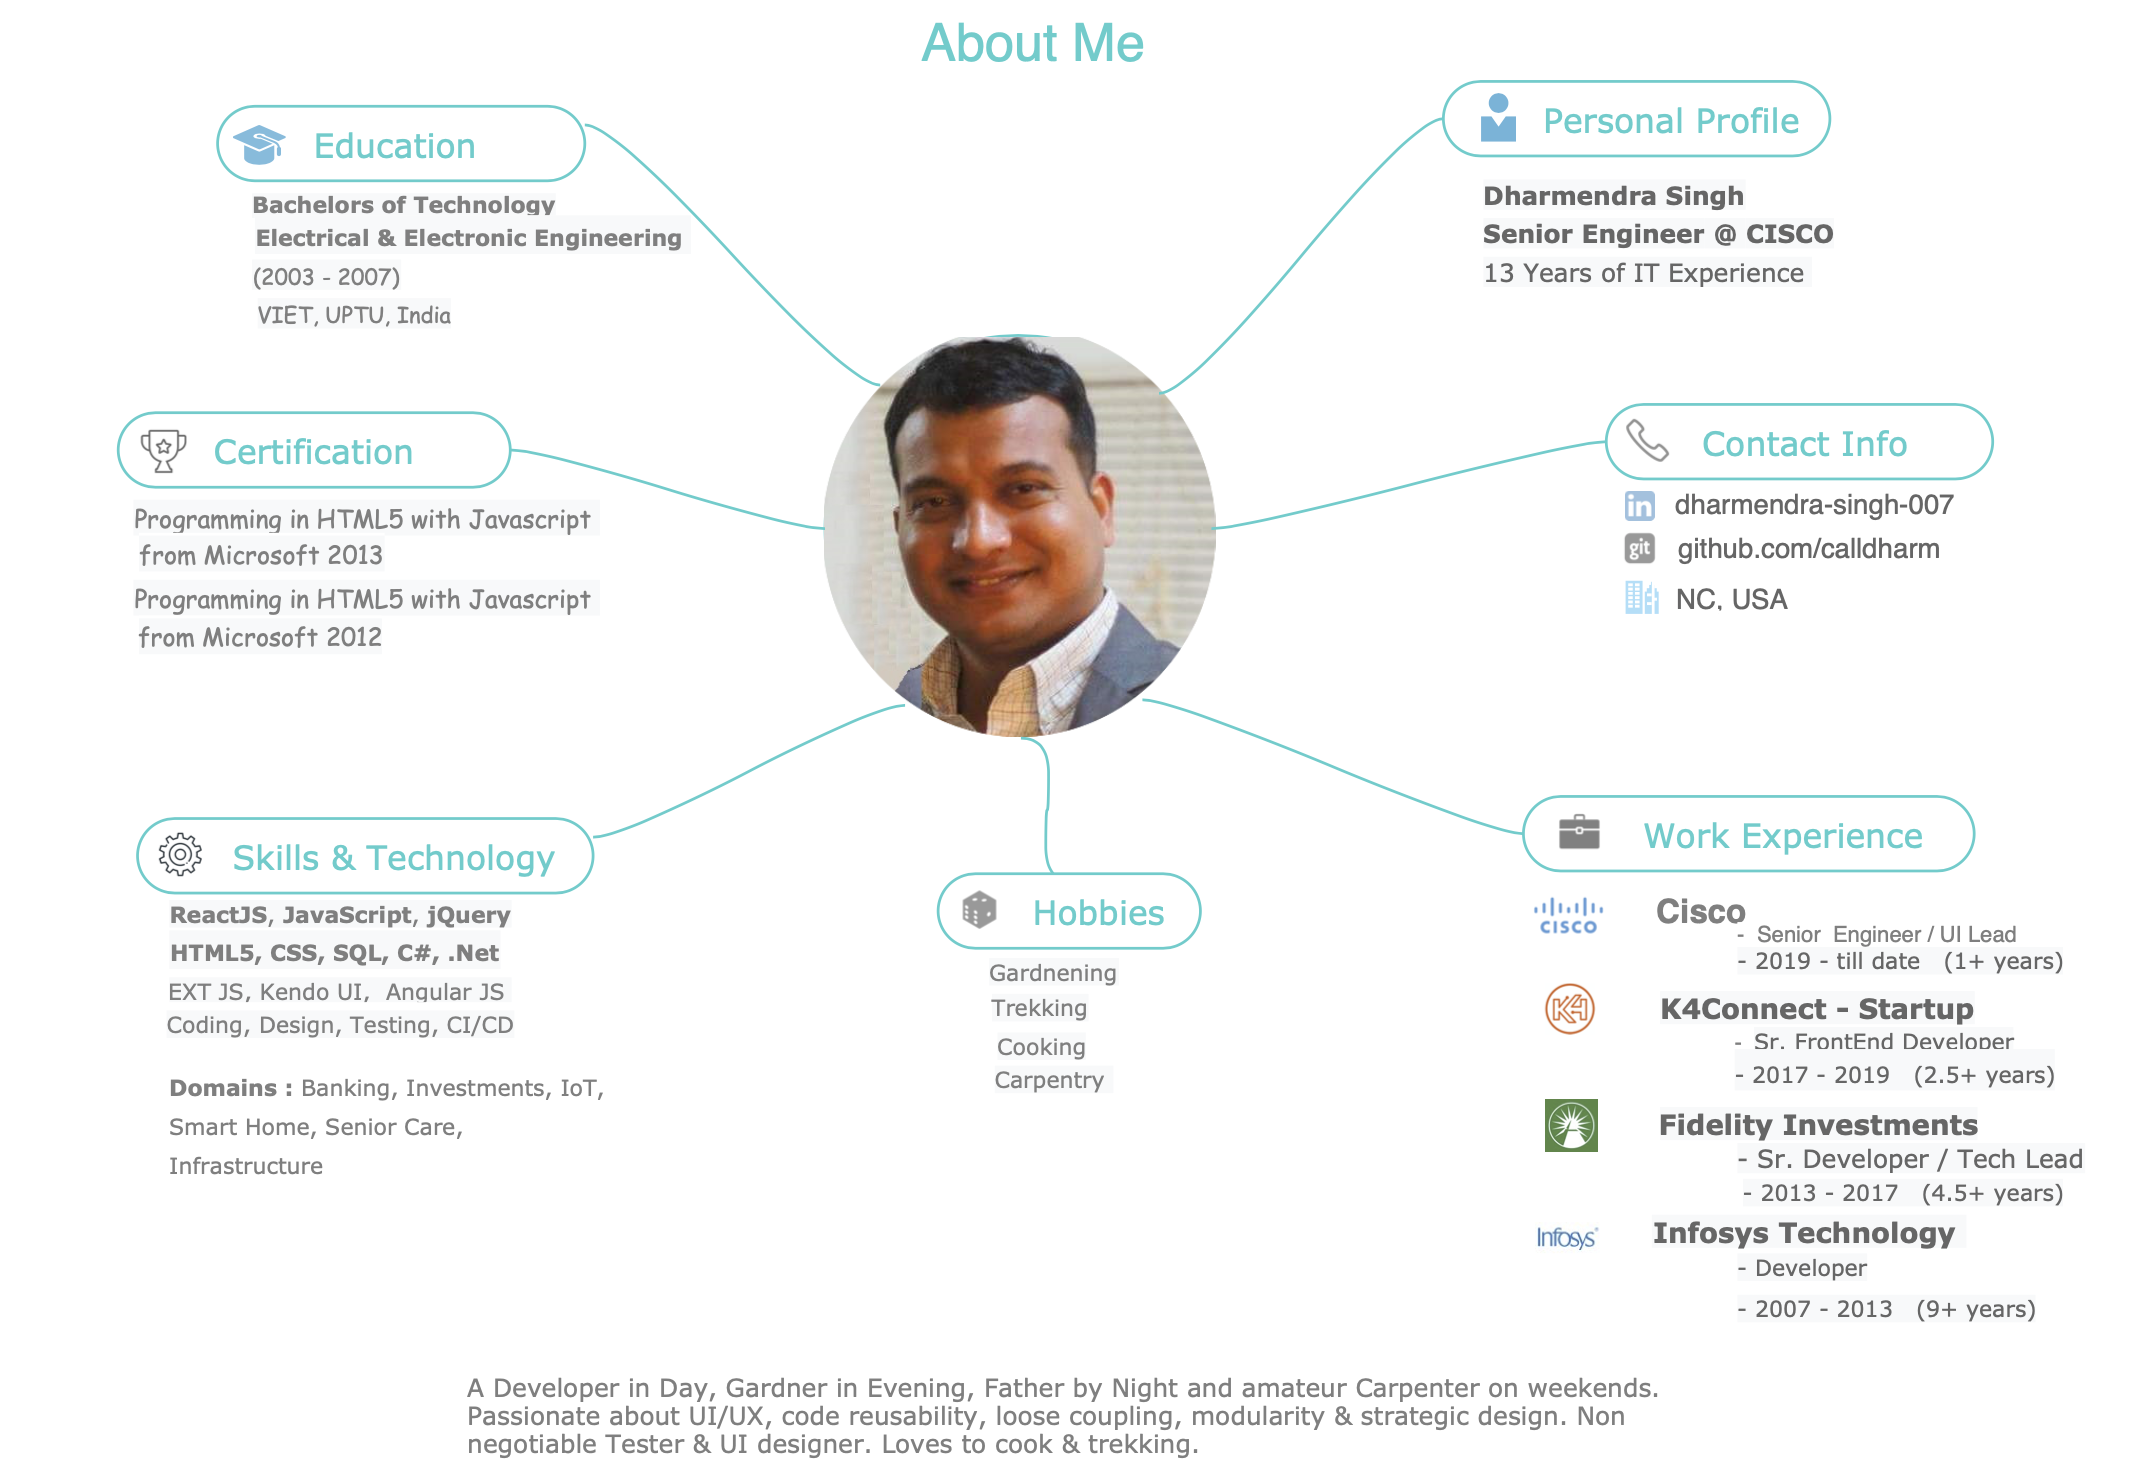 About Me
Education
Bachelors of Technology
Electrical & Electronic Engineering
(2003 - 2007)
VIET, UPTU, India
Certification
Programming in HTML5 with Javascript
from Microsoft 2013
Programming in HTML5 with Javascript
from Microsoft 2012
Skills & Technology
ReactJS, JavaScript, jQuery
HTML5, CSS, SQL, C#, .Net
EXT JS, Kendo UI, Angular JS
Coding, Design, Testing, CI/CD
Domains : Banking, Investments, IoT,
Smart Home, Senior Care,
Infrastructure
Hobbies
Gardnening
Trekking
Cooking
Carpentry
Personal Profile
Dharmendra Singh
Senior Engineer @ CISCO
13 Years of IT Experience
Contact Info
in dharmendra-singh-007
git github.com/calldharm
NC, USA
Work Experience
CISCO Cisco
- Senior Engineer / UI Lead
- 2019 - till date (1+ years)
K4 K4Connect - Startup
- Sr. FrontEnd Developer
- 2017 - 2019 (2.5+ years)
Fidelity Investments
- Sr. Developer / Tech Lead
- 2013 - 2017 (4.5+ years)
Infosys Infosys Technology
- Developer
- 2007 - 2013 (9+ years)
A Developer in Day, Gardner in Evening, Father by Night and amateur Carpenter on weekends.
Passionate about UI/UX, code reusability, loose coupling, modularity & strategic design. Non
negotiable Tester & UI designer. Loves to cook & trekking.